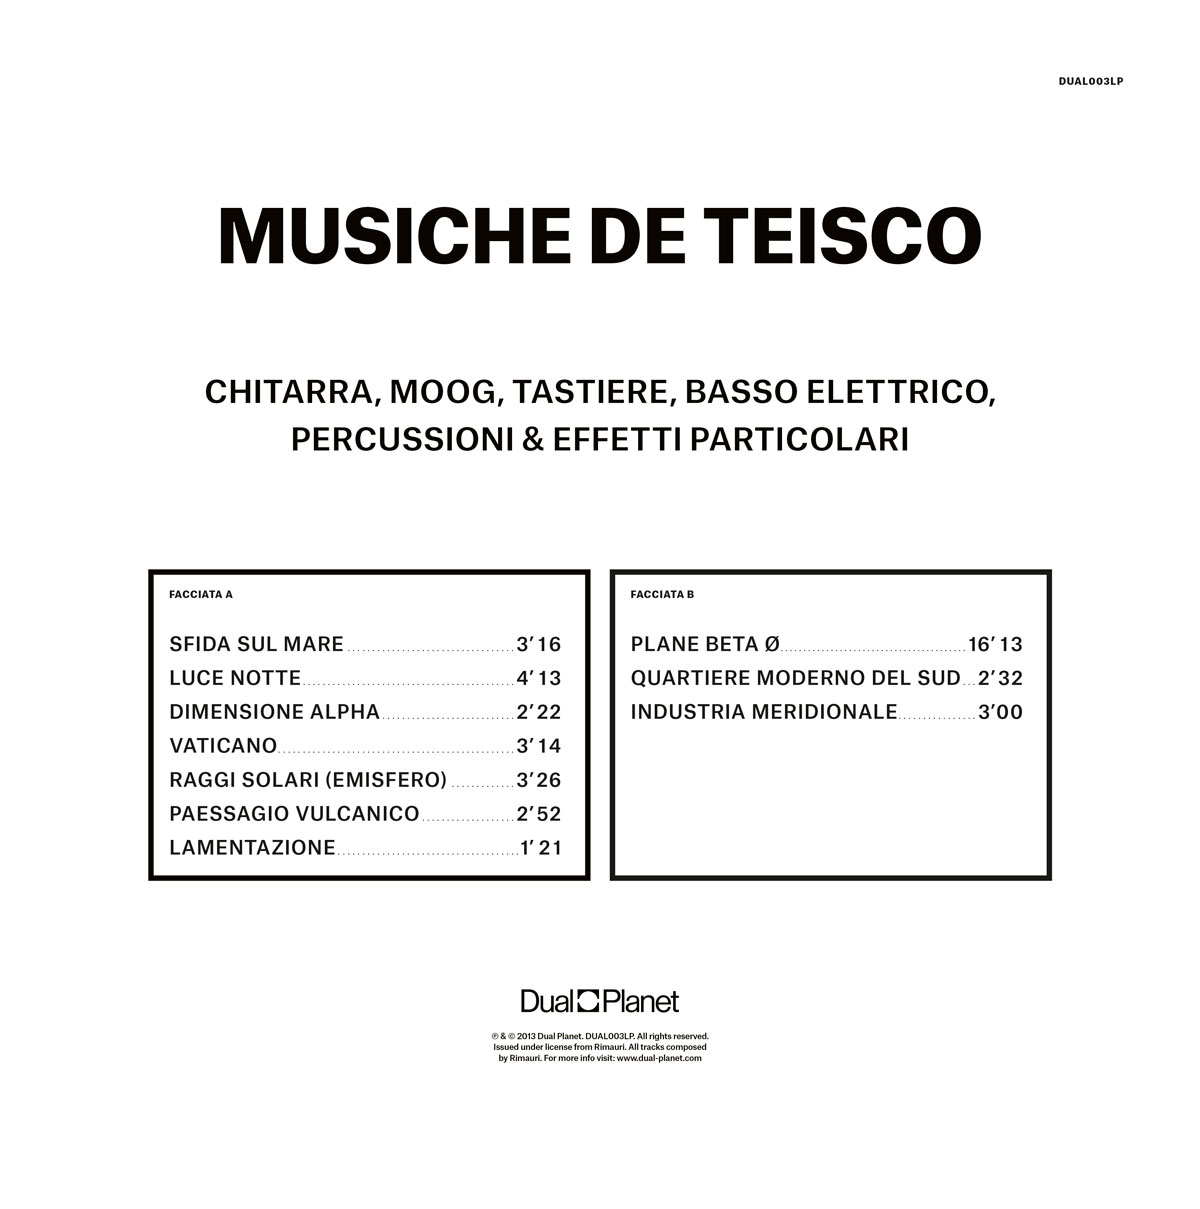 DUAL003LP
MUSICHE DE TEISCO
CHITARRA, MOOG, TASTIERE, BASSO ELETTRICO,
PERCUSSIONI & EFFETTI PARTICOLARI
FACCIATA A
SFIDA SUL MARE 3’16
LUCE NOTTE 4’13
DIMENSIONE ALPHA 2’22
VATICANO 3’14
RAGGI SOLARI (EMISFERO) 3’26
PAESSAGIO VULCANICO 2’52
LAMENTAZIONE 1’21
FACCIATA B
PLANE BETA Ø 16’13
QUARTIERE MODERNO DEL SUD 2’32
INDUSTRIA MERIDIONALE 3’00
Dual Planet
℗ & © 2013 Dual Planet. DUAL003LP. All rights reserved.
Issued under license from Rimauri. All tracks composed
by Rimauri. For more info visit: www.dual-planet.com